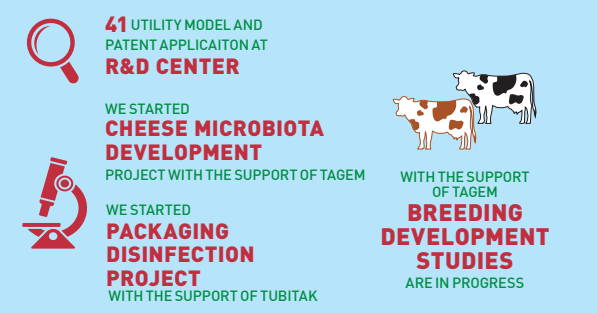 41 UTILITY MODEL AND
PATENT APPLICAITON AT
R&D CENTER
WE STARTED
CHEESE MICROBIOTA
DEVELOPMENT
PROJECT WITH THE SUPPORT OF TAGEM
WE STARTED
PACKAGING
DISINFECTION
PROJECT
WITH THE SUPPORT OF TUBITAK
WITH THE SUPPORT
OF TAGEM
BREEDING
DEVELOPMENT
STUDIES
ARE IN PROGRESS